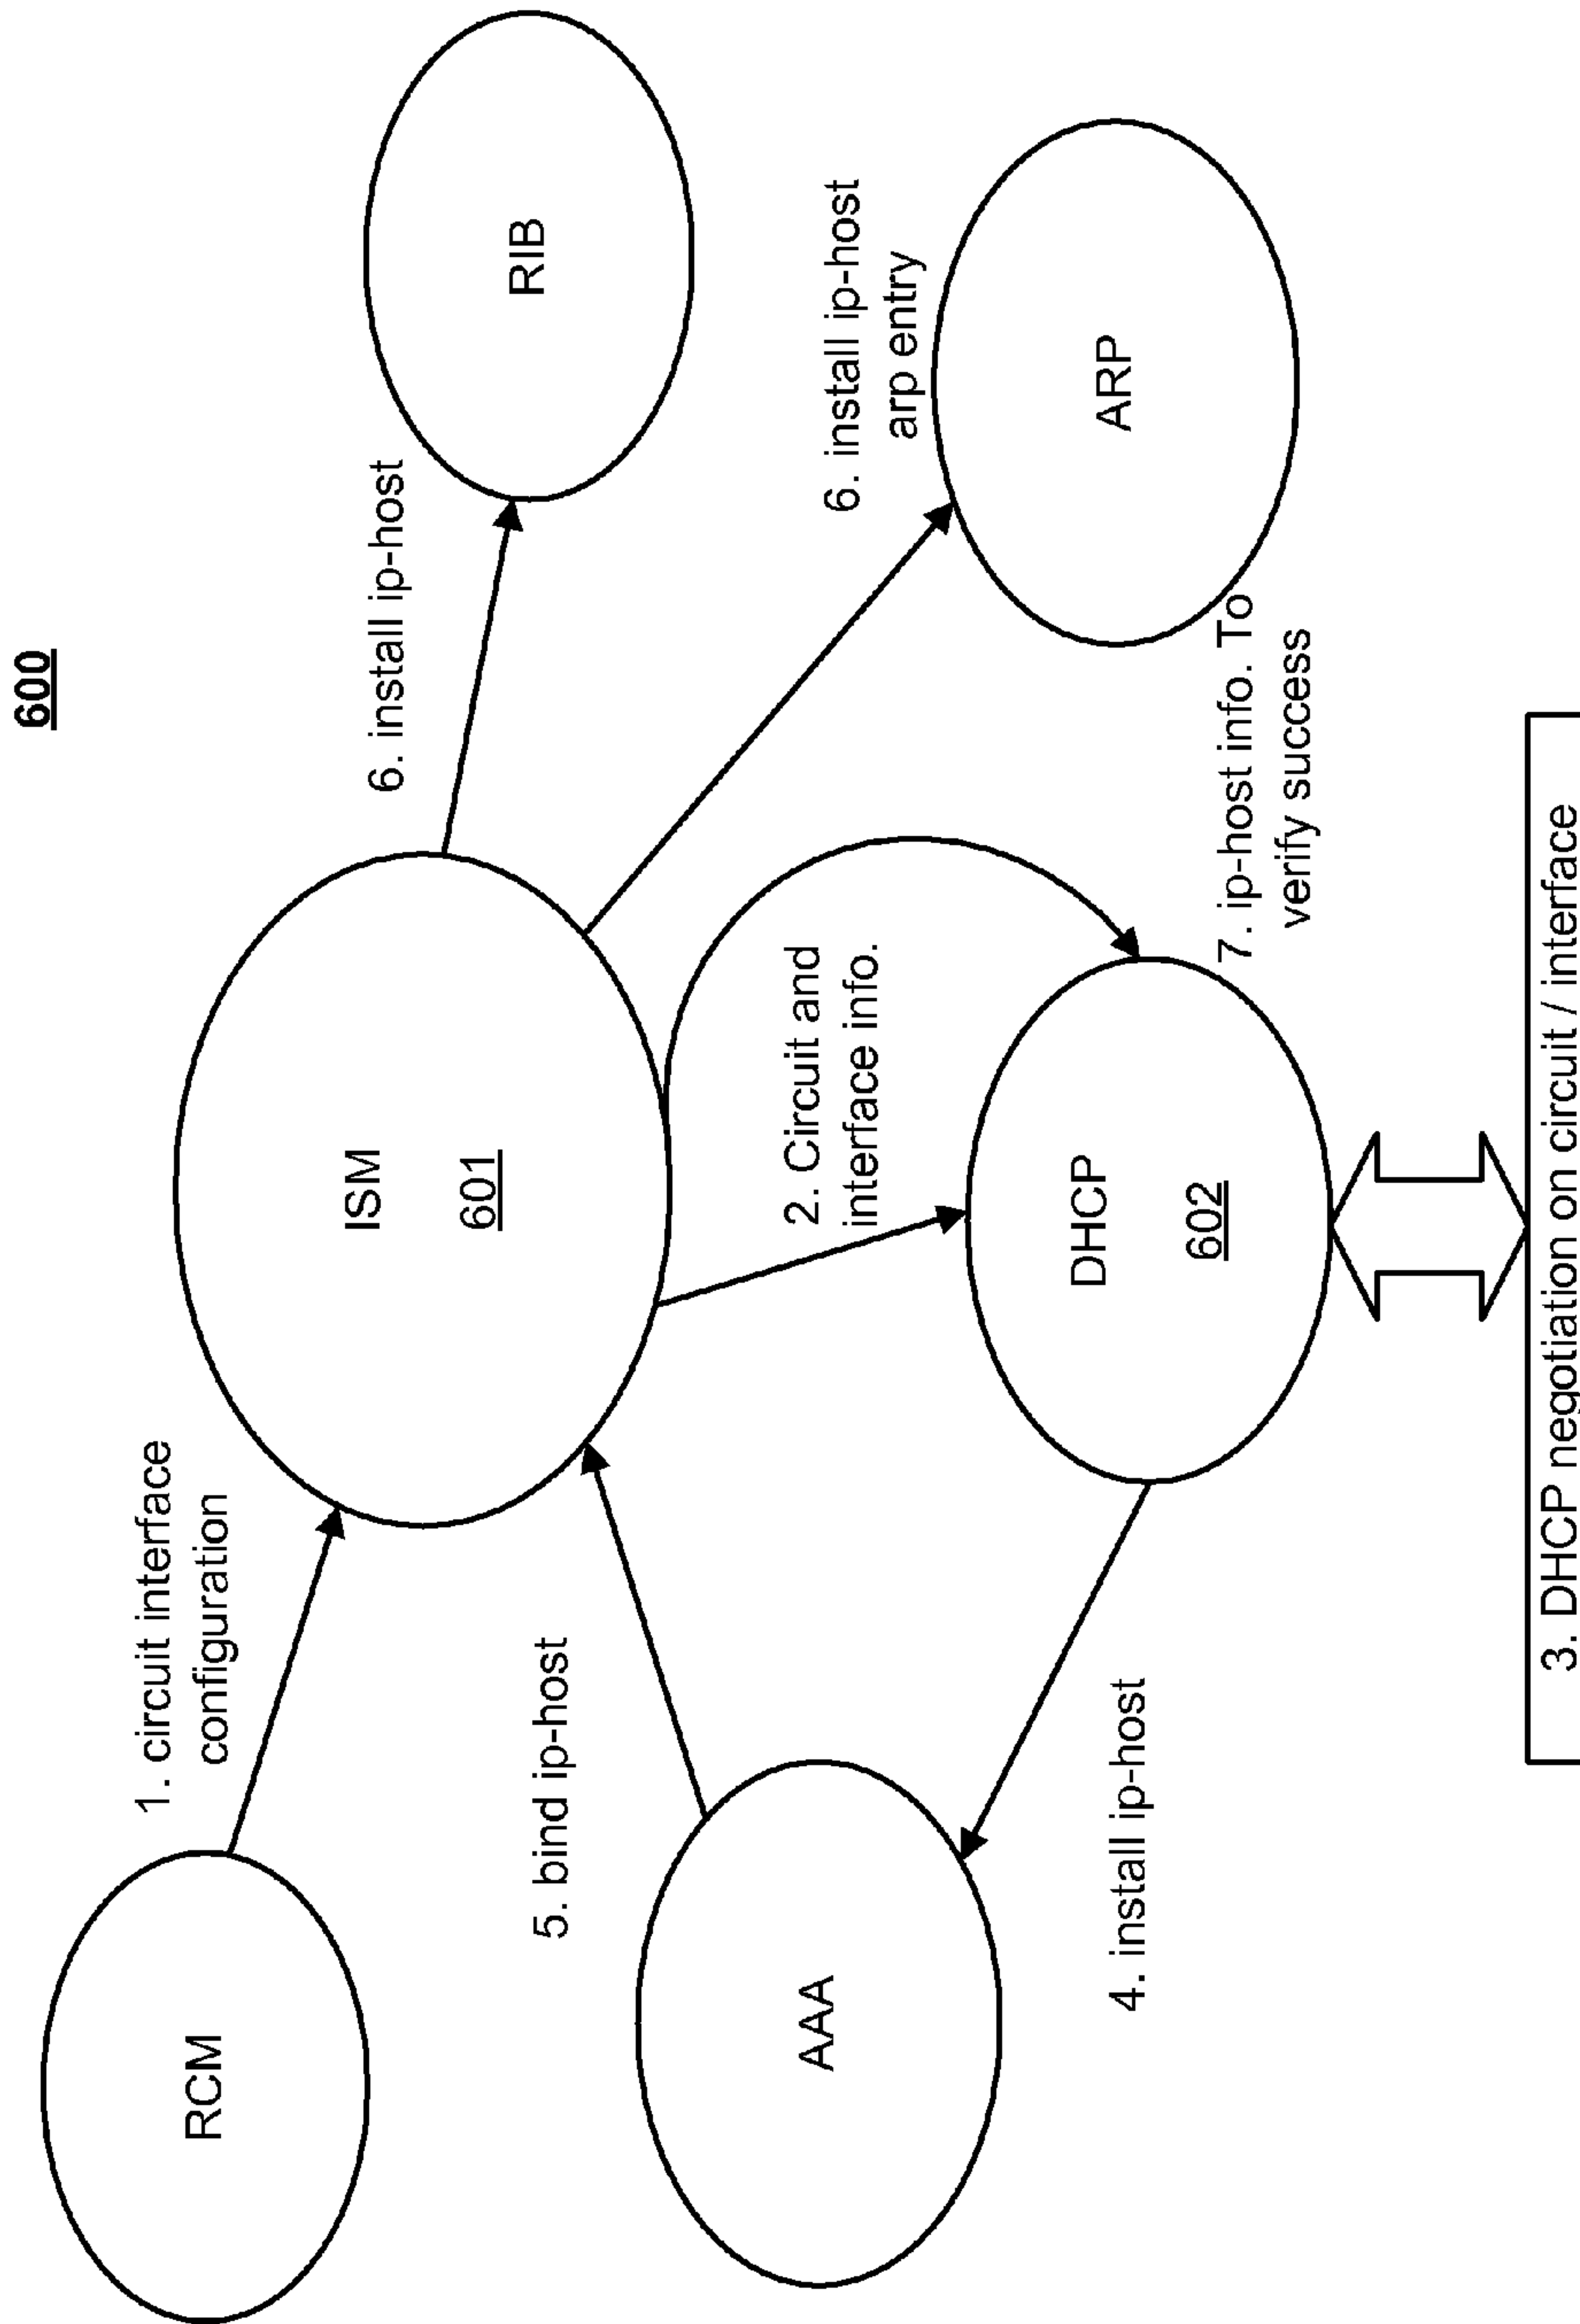 600
RCM
1. circuit interface
configuration
ISM
601
6. install ip-host
RIB
5. bind ip-host
AAA
4. install ip-host
2. Circuit and
interface info.
DHCP
602
6. install ip-host
arp entry
ARP
7. ip-host info. To
verify success
3. DHCP negotiation on circuit / interface